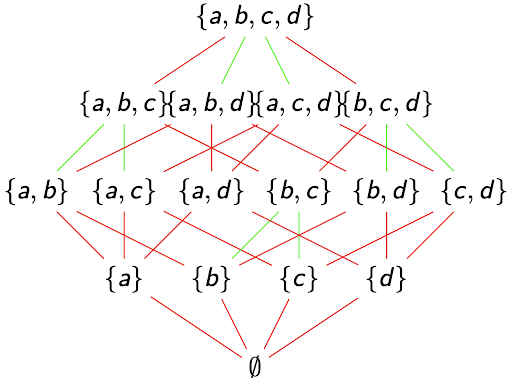 {a, b, c, d}
{a, b, c} {a, b, d} {a, c, d} {b, c, d}
{a, b} {a, c} {a, d} {b, c} {b, d} {c, d}
{a} {b} {c} {d}
∅